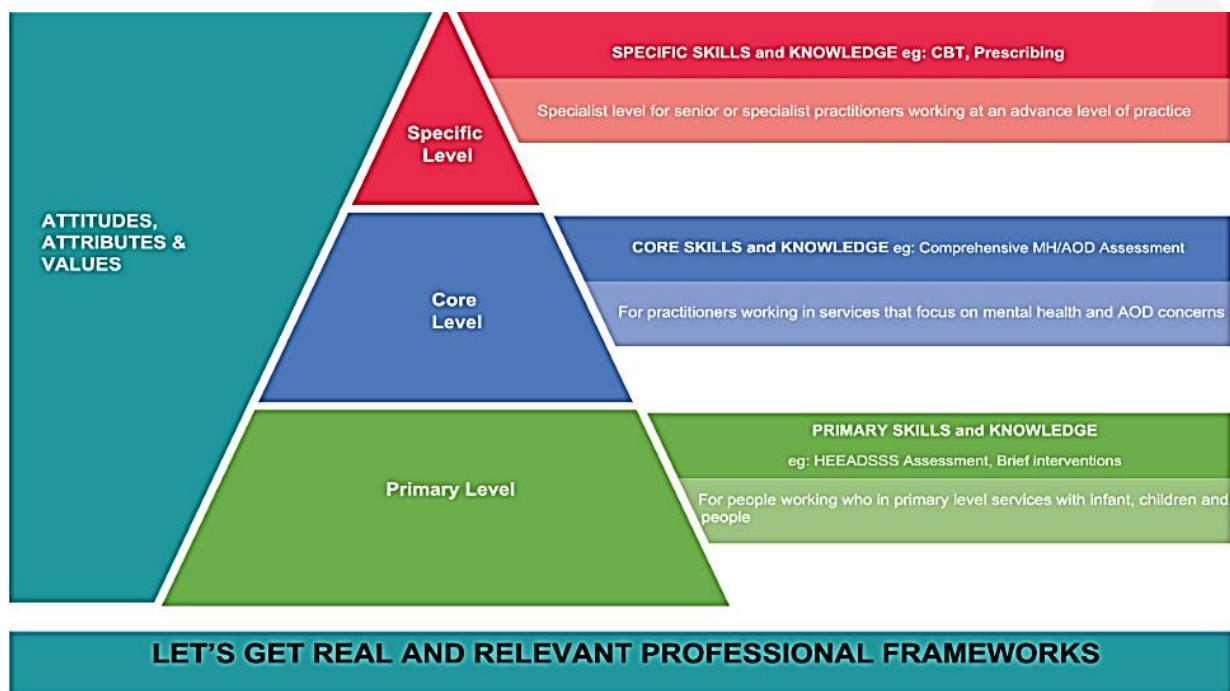 SPECIFIC SKILLS and KNOWLEDGE eg: CBT, Prescribing
Specialist level for senior or specialist practitioners working at an advance level of practice
Specific
Level
ATTITUDES,
ATTRIBUTES &
VALUES
CORE SKILLS and KNOWLEDGE eg: Comprehensive MH/AOD Assessment
For practitioners working in services that focus on mental health and AOD concerns
Core
Level
PRIMARY SKILLS and KNOWLEDGE
eg: HEEADSSS Assessment, Brief interventions
For people working who in primary level services with infant, children and
people
Primary Level
LET'S GET REAL AND RELEVANT PROFESSIONAL FRAMEWORKS